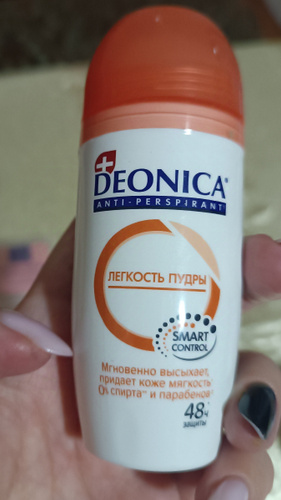 DEONICA®
ANTI-PERSPIRANT
ЛЕГКОСТЬ ПУДРЫ
SMART
CONTROL
Мгновенно высыхает,
придает коже мягкость*
0% спирта** и парабенов**
48ч
защиты